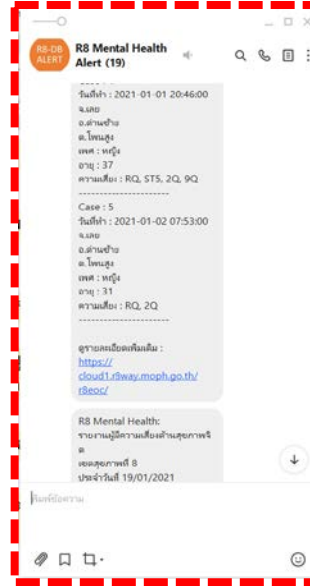 R8-DB
ALERT
R8 Mental Health
Alert (19)
วันที่ทำ : 2021-01-01 20:46:00
จ.เลย
อ.ด่านซ้าย
ต.โพนสูง
เพศ : หญิง
อายุ : 37
ความเสี่ยง : RQ, ST5, 2Q, 9Q
----------------------
Case : 5
วันที่ทำ : 2021-01-02 07:53:00
จ.เลย
อ.ด่านซ้าย
ต.โพนสูง
เพศ : หญิง
อายุ : 31
ความเสี่ยง : RQ, 2Q
----------------------
ดูรายละเอียดเพิ่มเติม :
https://
cloud1.r8way.moph.go.th/
r8eoc/
R8 Mental Health:
รายงานผู้มีความเสี่ยงด้านสุขภาพจิ
ต
เขตสุขภาพที่ 8
ประจำวันที่ 19/01/2021
พิมพ์ข้อความ